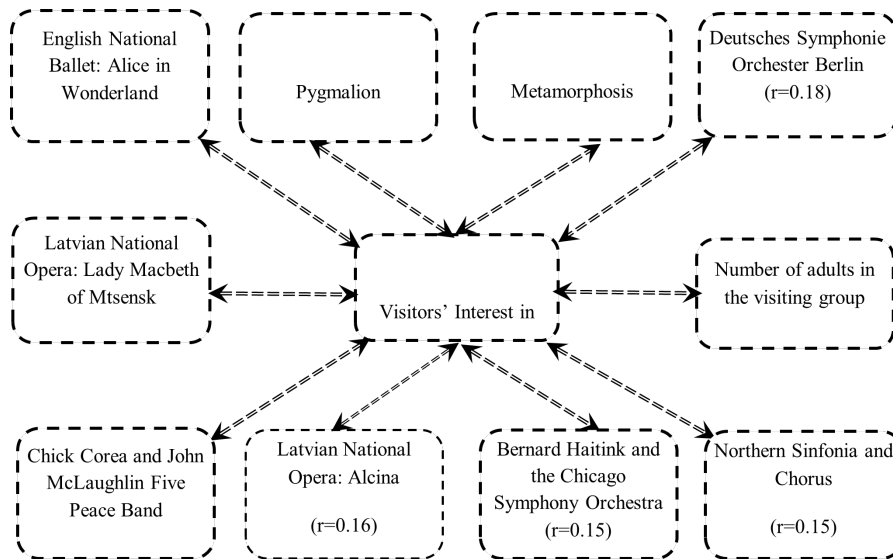 English National
Ballet: Alice in
Wonderland
Pygmalion
Metamorphosis
Deutsches Symphonie
Orchester Berlin
(r=0.18)
Latvian National
Opera: Lady Macbeth
of Mtsensk
Visitors’ Interest in
Number of adults in
the visiting group
Chick Corea and John
McLaughlin Five
Peace Band
Latvian National
Opera: Alcina
(r=0.16)
Bernard Haitink and
the Chicago
Symphony Orchestra
(r=0.15)
Northern Sinfonia and
Chorus
(r=0.15)